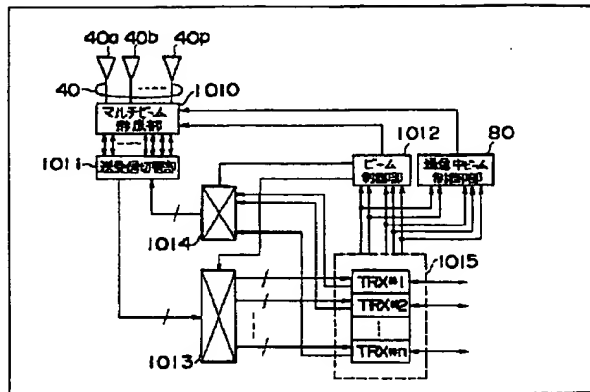 40a 40b 40p
40
1010
マルチビーム
形成部
1011
送受信切替部
1012
ビーム
制御部
80
通信中ビーム
制御部
1014
1015
TRX#1
TRX#2
TRX#n
1013